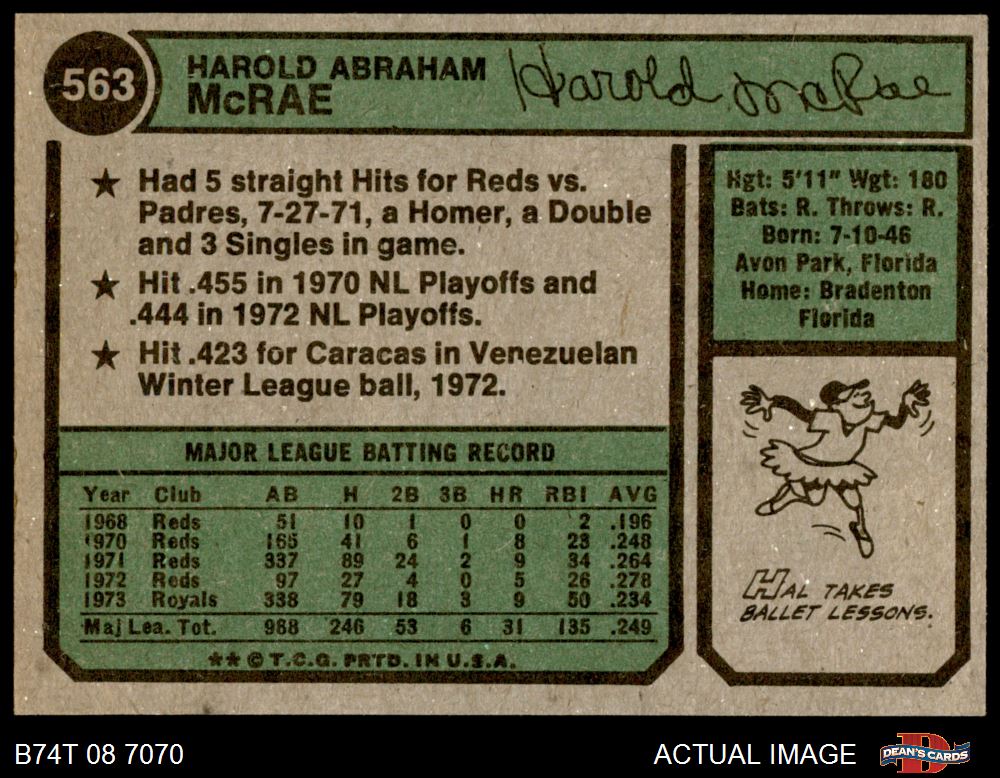 563
HAROLD ABRAHAM
McRAE
Harold McRae
★ Had 5 straight Hits for Reds vs.
Padres, 7-27-71, a Homer, a Double
and 3 Singles in game.
★ Hit .455 in 1970 NL Playoffs and
.444 in 1972 NL Playoffs.
★ Hit .423 for Caracas in Venezuelan
Winter League ball, 1972.
Hgt: 5'11" Wgt: 180
Bats: R. Throws: R.
Born: 7-10-46
Avon Park, Florida
Home: Bradenton
Florida
MAJOR LEAGUE BATTING RECORD
Year Club AB H 2B 3B HR RBI AVG
1968 Reds 51 10 1 0 0 2 .196
1970 Reds 165 41 6 1 8 23 .248
1971 Reds 337 89 24 2 9 34 .264
1972 Reds 97 27 4 0 5 26 .278
1973 Royals 338 79 18 3 9 50 .234
Maj Lea. Tot. 988 246 53 6 31 135 .249
** © T.C.G. PRTD. IN U.S.A.
HAL TAKES
BALLET LESSONS.
B74T 08 7070
ACTUAL IMAGE
DEAN'S CARDS